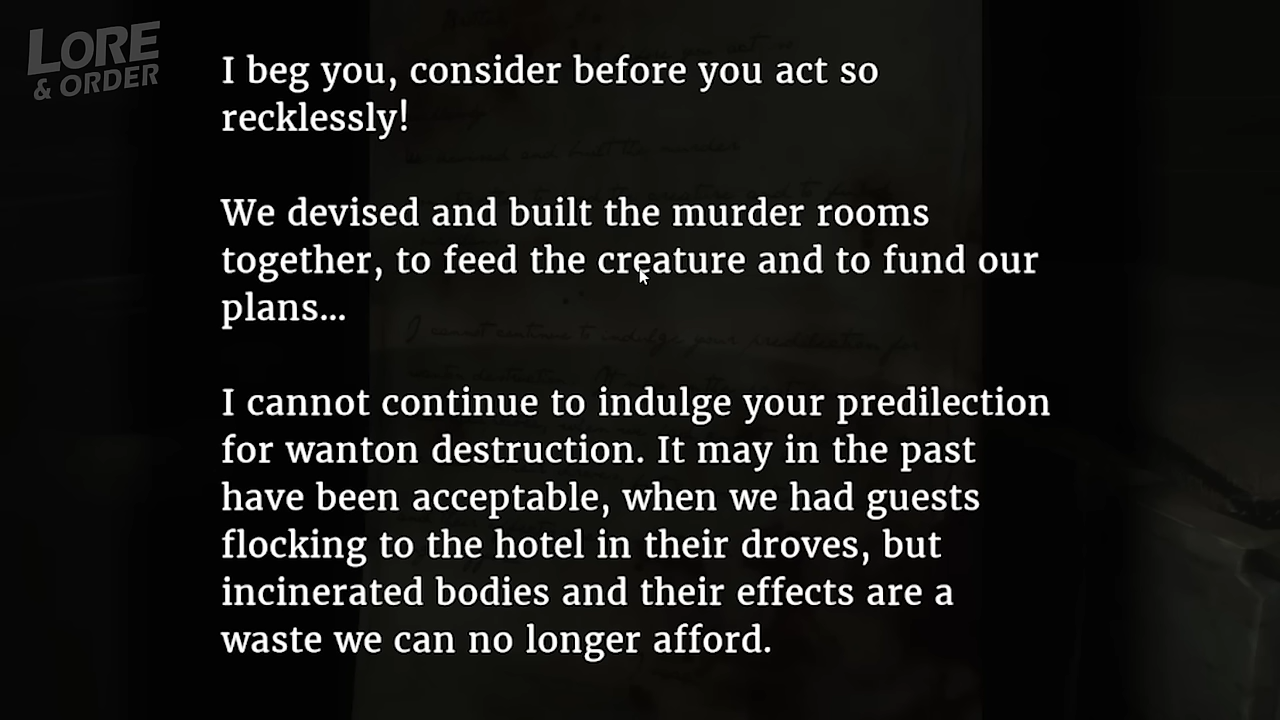 LORE
& ORDER
I beg you, consider before you act so
recklessly!
We devised and built the murder rooms
together, to feed the creature and to fund our
plans...
I cannot continue to indulge your predilection
for wanton destruction. It may in the past
have been acceptable, when we had guests
flocking to the hotel in their droves, but
incinerated bodies and their effects are a
waste we can no longer afford.